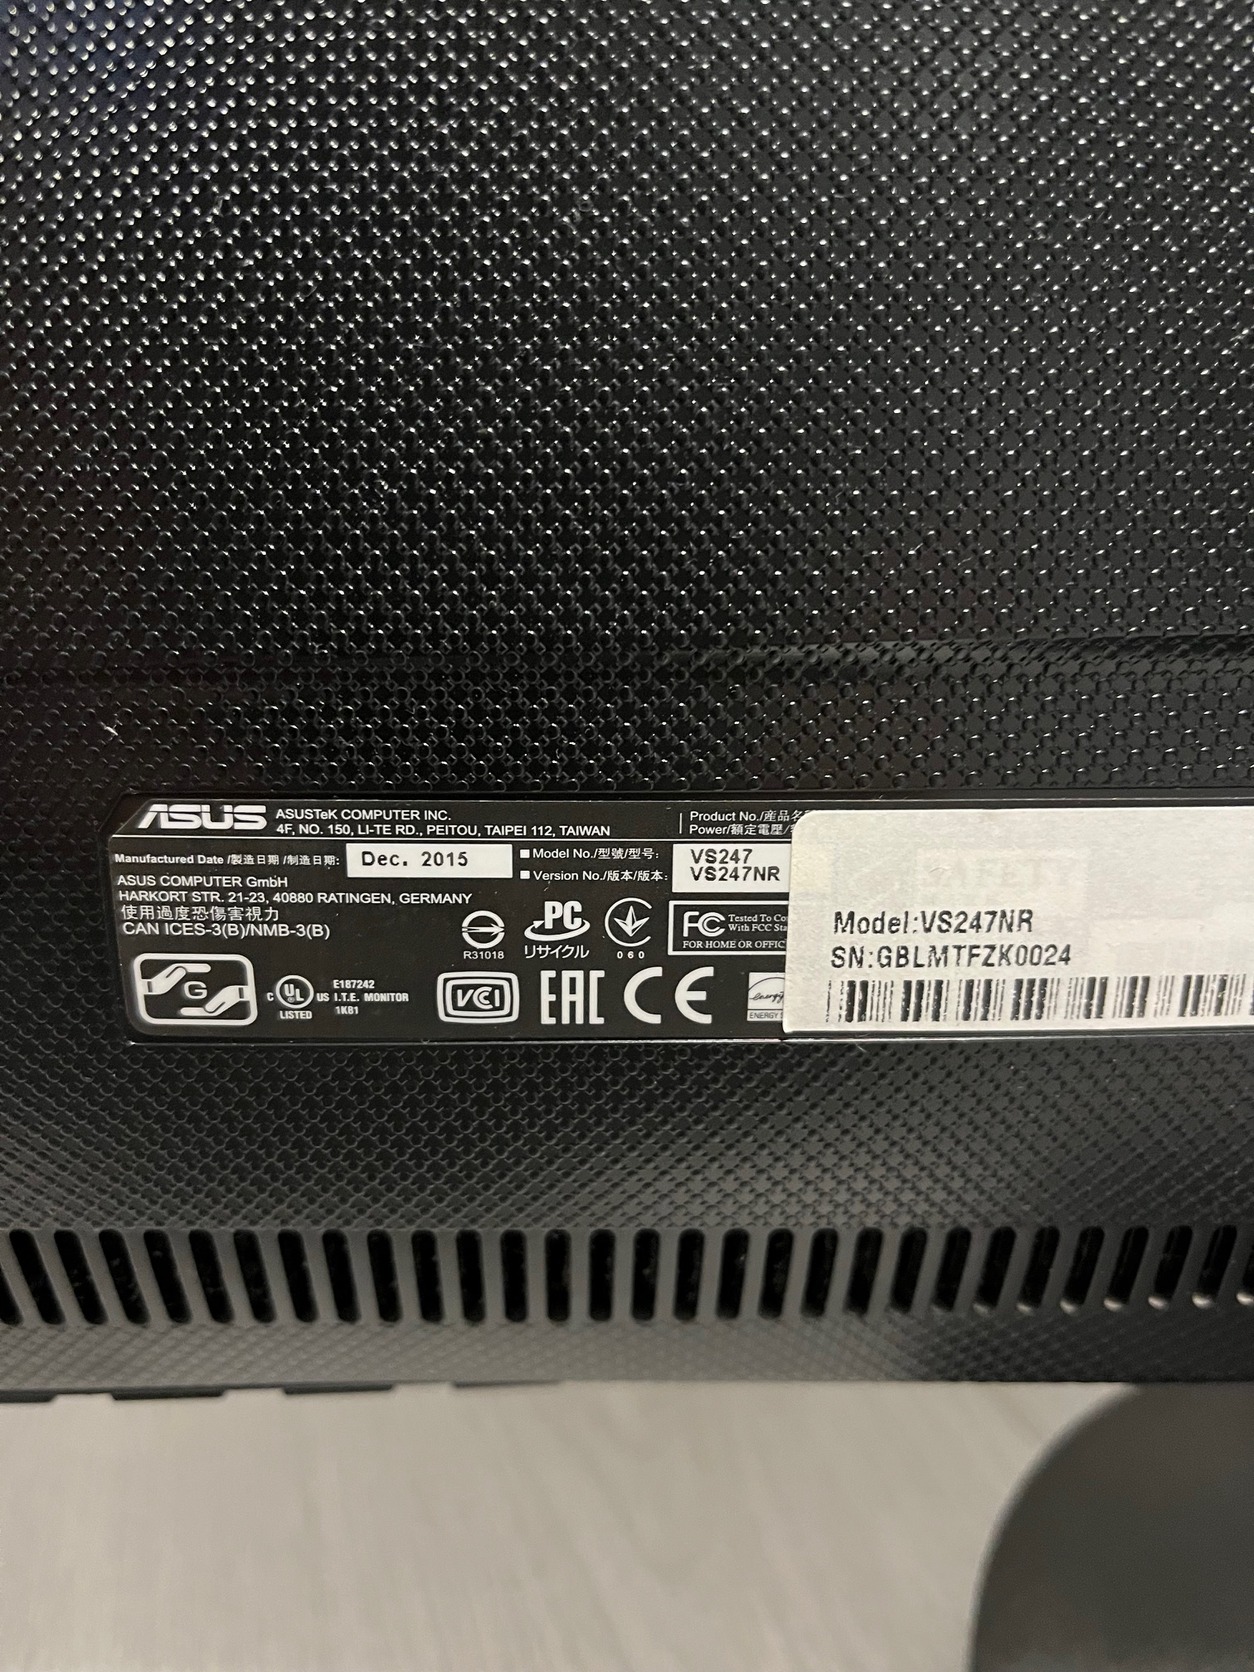 ASUS ASUSTeK COMPUTER INC.
4F, NO. 150, LI-TE RD., PEITOU, TAIPEI 112, TAIWAN
Product No./產品名
Power/額定電壓/
Manufactured Date /製造日期 /制造日期: Dec. 2015
■ Model No./型號/型号: VS247
■ Version No./版本/版本: VS247NR
ASUS COMPUTER GmbH
HARKORT STR. 21-23, 40880 RATINGEN, GERMANY
使用過度恐傷害視力
CAN ICES-3(B)/NMB-3(B)
R31018
PC
リサイクル
060
FC Tested To Co
With FCC Sta
FOR HOME OR OFFIC
G
C UL US LISTED
E187242
I.T.E. MONITOR
1K81
VCCI
EAC CE
energy
ENERGY
Model:VS247NR
SN:GBLMTFZK0024